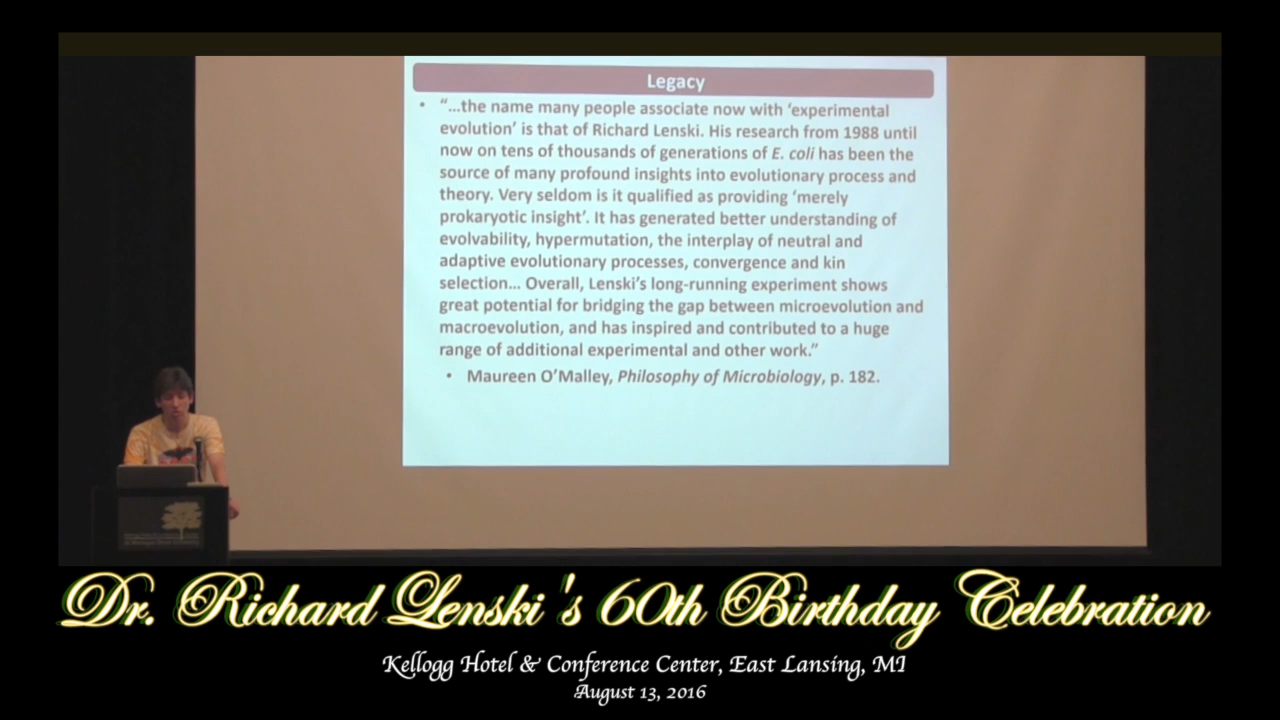 Legacy
• “...the name many people associate now with ‘experimental
evolution’ is that of Richard Lenski. His research from 1988 until
now on tens of thousands of generations of E. coli has been the
source of many profound insights into evolutionary process and
theory. Very seldom is it qualified as providing ‘merely
prokaryotic insight’. It has generated better understanding of
evolvability, hypermutation, the interplay of neutral and
adaptive evolutionary processes, convergence and kin
selection... Overall, Lenski’s long-running experiment shows
great potential for bridging the gap between microevolution and
macroevolution, and has inspired and contributed to a huge
range of additional experimental and other work.”
• Maureen O’Malley, Philosophy of Microbiology, p. 182.
Dr. Richard Lenski's 60th Birthday Celebration
Kellogg Hotel & Conference Center, East Lansing, MI
August 13, 2016